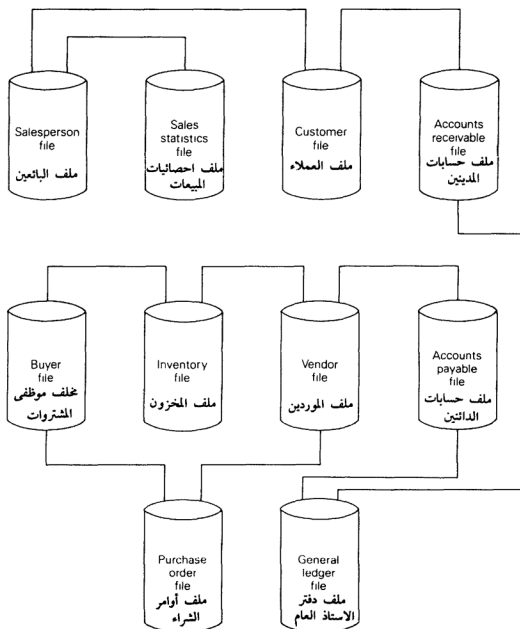 Salesperson
file
ملف البائعين
Sales
statistics
file
ملف احصائيات
المبيعات
Customer
file
ملف العملاء
Accounts
receivable
file
ملف حسابات
المدينين
Buyer
file
مخلف موظفى
المشتروات
Inventory
file
ملف المخزون
Vendor
file
ملف الموردين
Accounts
payable
file
ملف حسابات
الدائنين
Purchase
order
file
ملف أوامر
الشراء
General
ledger
file
ملف دفتر
الاستاذ العام